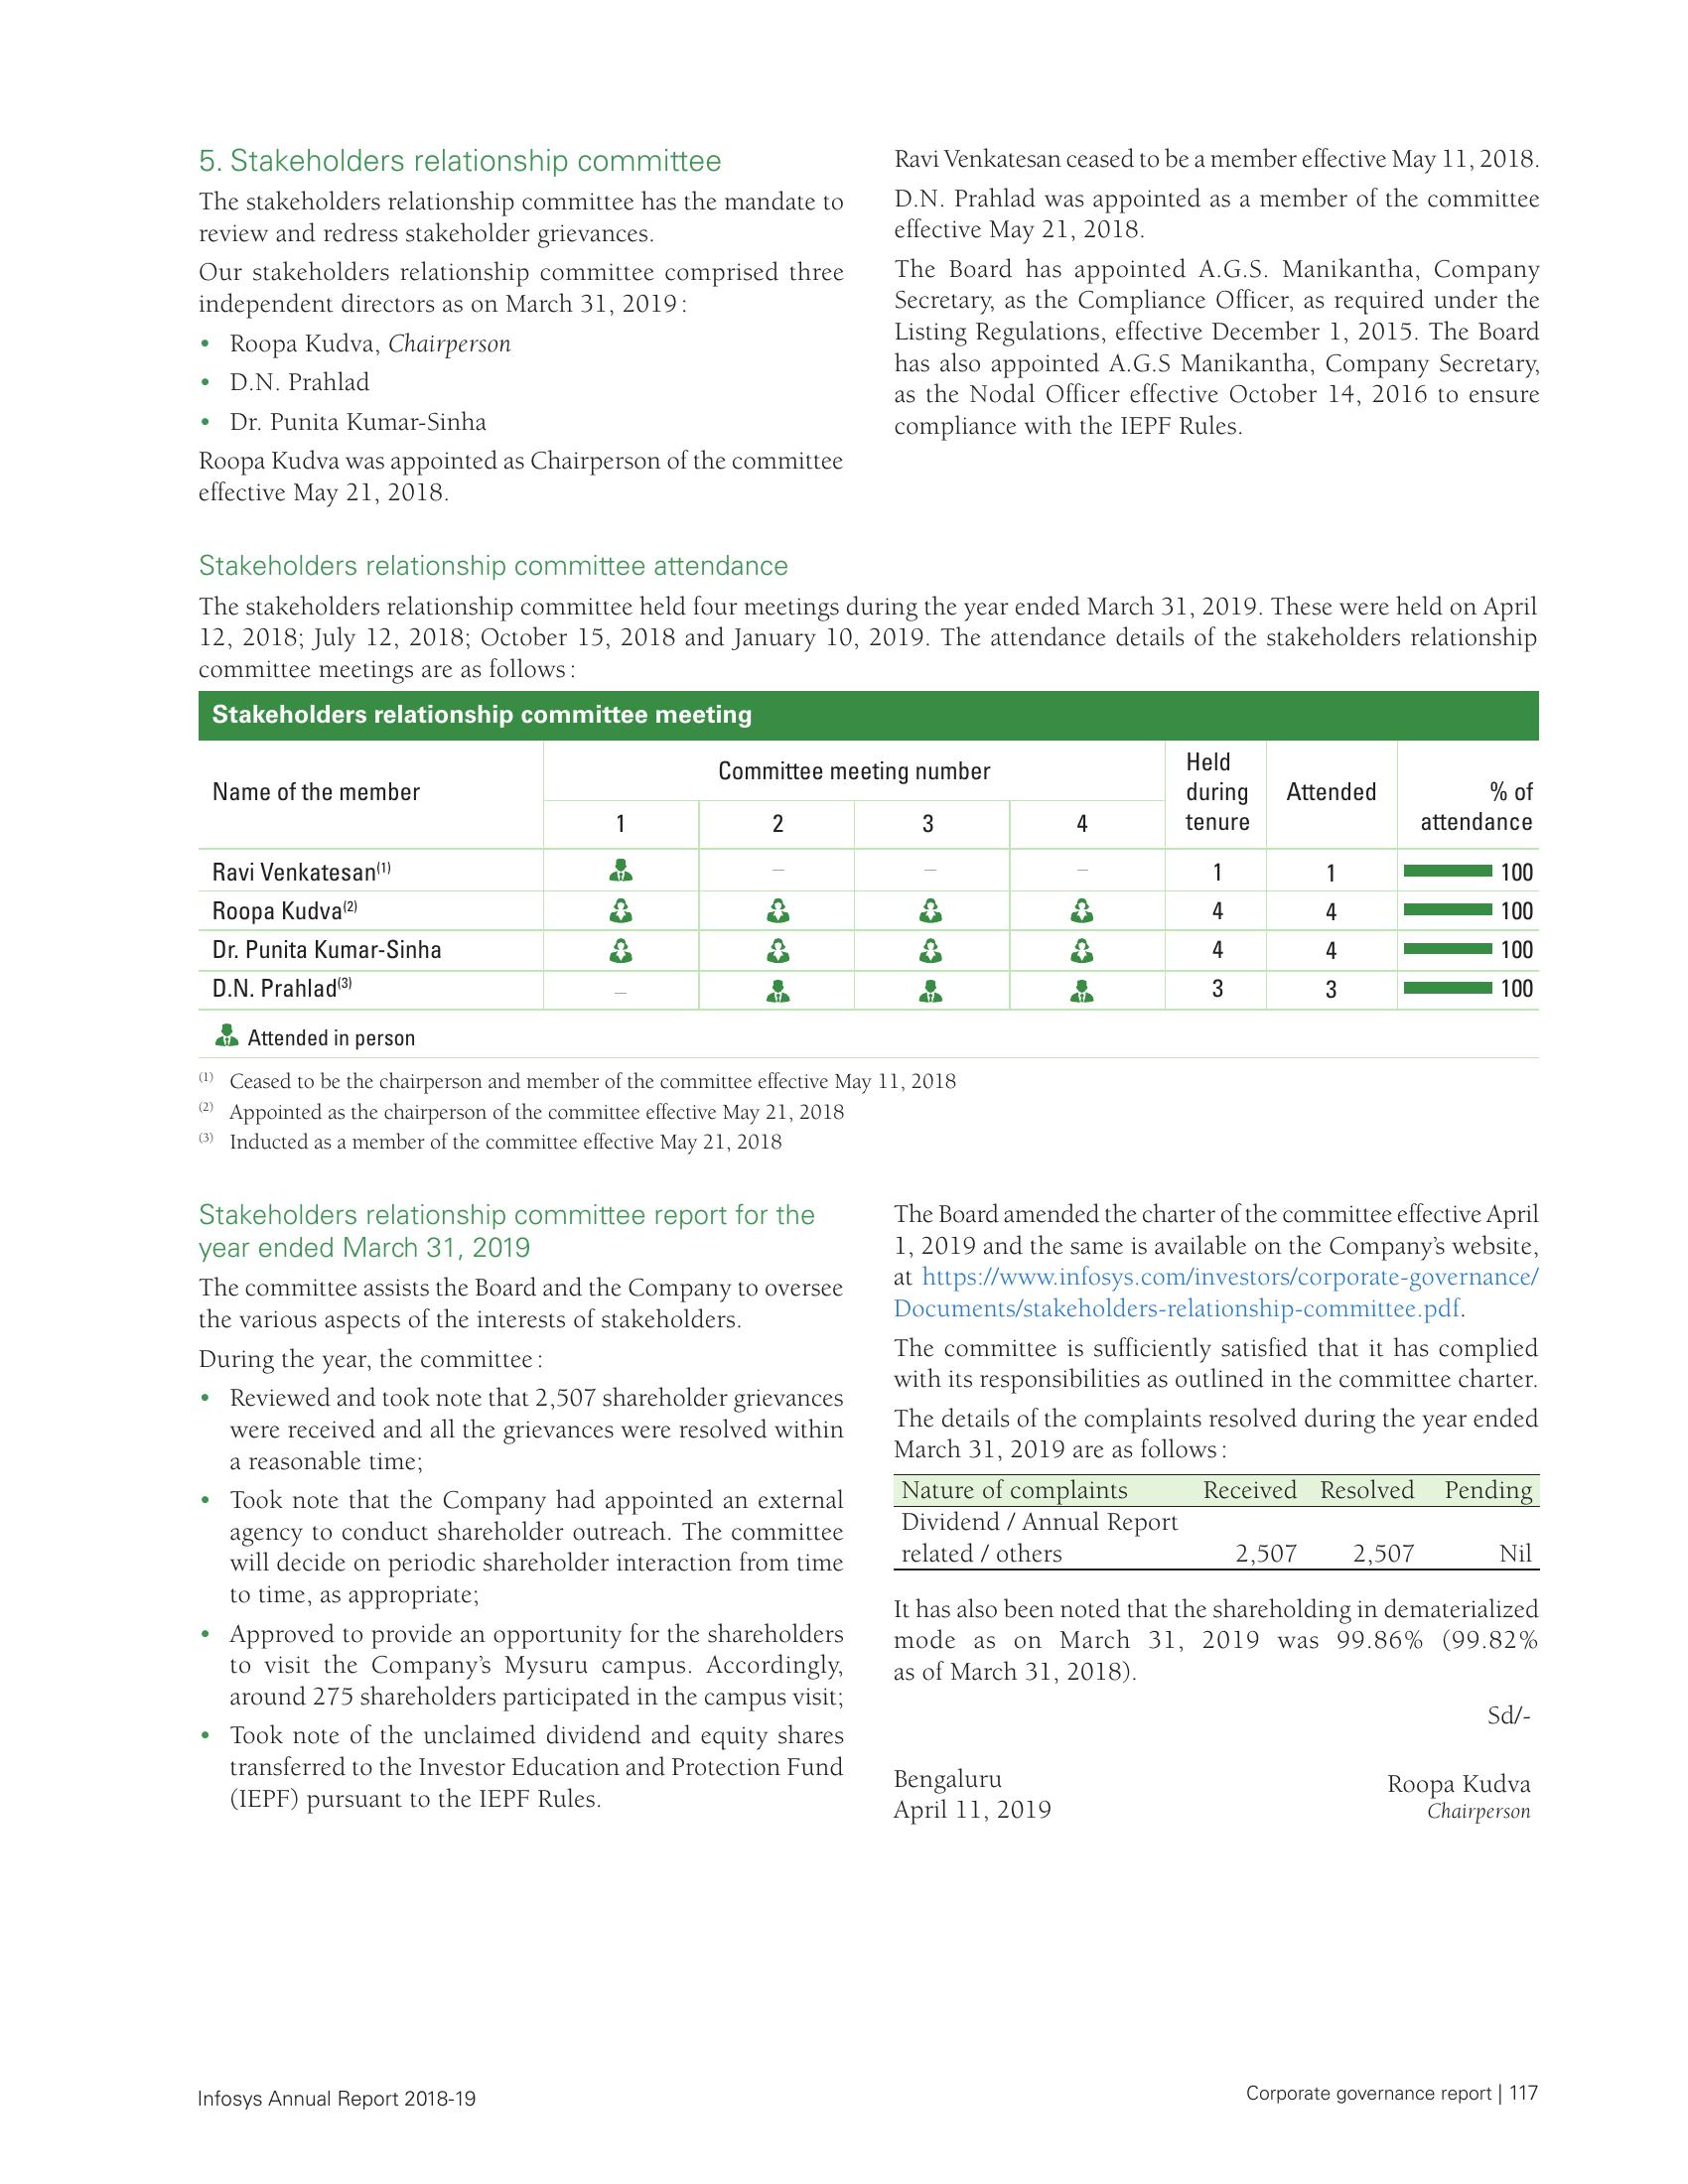 5. Stakeholders relationship committee
The stakeholders relationship committee has the mandate to
review and redress stakeholder grievances.
Our stakeholders relationship committee comprised three
independent directors as on March 31, 2019:
• Roopa Kudva, Chairperson
• D.N. Prahlad
• Dr. Punita Kumar-Sinha
Roopa Kudva was appointed as Chairperson of the committee
effective May 21, 2018.
Ravi Venkatesan ceased to be a member effective May 11, 2018.
D.N. Prahlad was appointed as a member of the committee
effective May 21, 2018.
The Board has appointed A.G.S. Manikantha, Company
Secretary, as the Compliance Officer, as required under the
Listing Regulations, effective December 1, 2015. The Board
has also appointed A.G.S Manikantha, Company Secretary,
as the Nodal Officer effective October 14, 2016 to ensure
compliance with the IEPF Rules.
Stakeholders relationship committee attendance
The stakeholders relationship committee held four meetings during the year ended March 31, 2019. These were held on April
12, 2018; July 12, 2018; October 15, 2018 and January 10, 2019. The attendance details of the stakeholders relationship
committee meetings are as follows:
Stakeholders relationship committee meeting
Name of the member Committee meeting number Held during tenure Attended % of attendance
1 2 3 4
Ravi Venkatesan(1) – – – 1 1 100
Roopa Kudva(2) 4 4 100
Dr. Punita Kumar-Sinha 4 4 100
D.N. Prahlad(3) – 3 3 100
Attended in person
(1) Ceased to be the chairperson and member of the committee effective May 11, 2018
(2) Appointed as the chairperson of the committee effective May 21, 2018
(3) Inducted as a member of the committee effective May 21, 2018
Stakeholders relationship committee report for the
year ended March 31, 2019
The committee assists the Board and the Company to oversee
the various aspects of the interests of stakeholders.
During the year, the committee:
• Reviewed and took note that 2,507 shareholder grievances
were received and all the grievances were resolved within
a reasonable time;
• Took note that the Company had appointed an external
agency to conduct shareholder outreach. The committee
will decide on periodic shareholder interaction from time
to time, as appropriate;
• Approved to provide an opportunity for the shareholders
to visit the Company's Mysuru campus. Accordingly,
around 275 shareholders participated in the campus visit;
• Took note of the unclaimed dividend and equity shares
transferred to the Investor Education and Protection Fund
(IEPF) pursuant to the IEPF Rules.
The Board amended the charter of the committee effective April
1, 2019 and the same is available on the Company's website,
at https://www.infosys.com/investors/corporate-governance/
Documents/stakeholders-relationship-committee.pdf.
The committee is sufficiently satisfied that it has complied
with its responsibilities as outlined in the committee charter.
The details of the complaints resolved during the year ended
March 31, 2019 are as follows:
Nature of complaints Received Resolved Pending
Dividend / Annual Report
related / others 2,507 2,507 Nil
It has also been noted that the shareholding in dematerialized
mode as on March 31, 2019 was 99.86% (99.82%
as of March 31, 2018).
Sd/-
Bengaluru Roopa Kudva
April 11, 2019 Chairperson
Infosys Annual Report 2018-19 Corporate governance report | 117